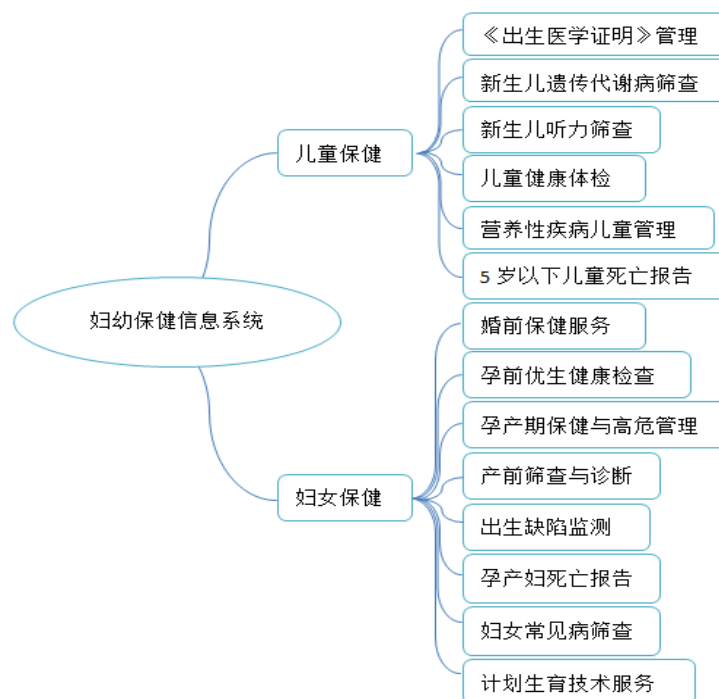 妇幼保健信息系统
儿童保健
《出生医学证明》管理
新生儿遗传代谢病筛查
新生儿听力筛查
儿童健康体检
营养性疾病儿童管理
5 岁以下儿童死亡报告
妇女保健
婚前保健服务
孕前优生健康检查
孕产期保健与高危管理
产前筛查与诊断
出生缺陷监测
孕产妇死亡报告
妇女常见病筛查
计划生育技术服务